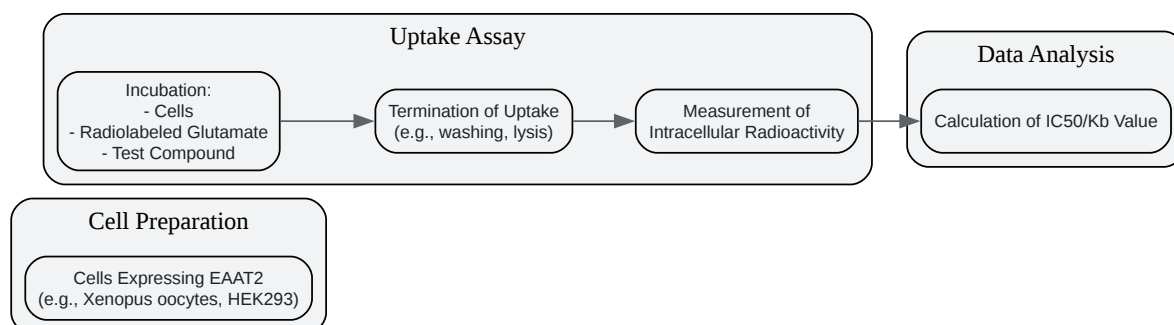 Uptake Assay
Incubation:
- Cells
- Radiolabeled Glutamate
- Test Compound
Termination of Uptake
(e.g., washing, lysis)
Measurement of
Intracellular Radioactivity
Data Analysis
Calculation of IC50/Kb Value
Cell Preparation
Cells Expressing EAAT2
(e.g., Xenopus oocytes, HEK293)